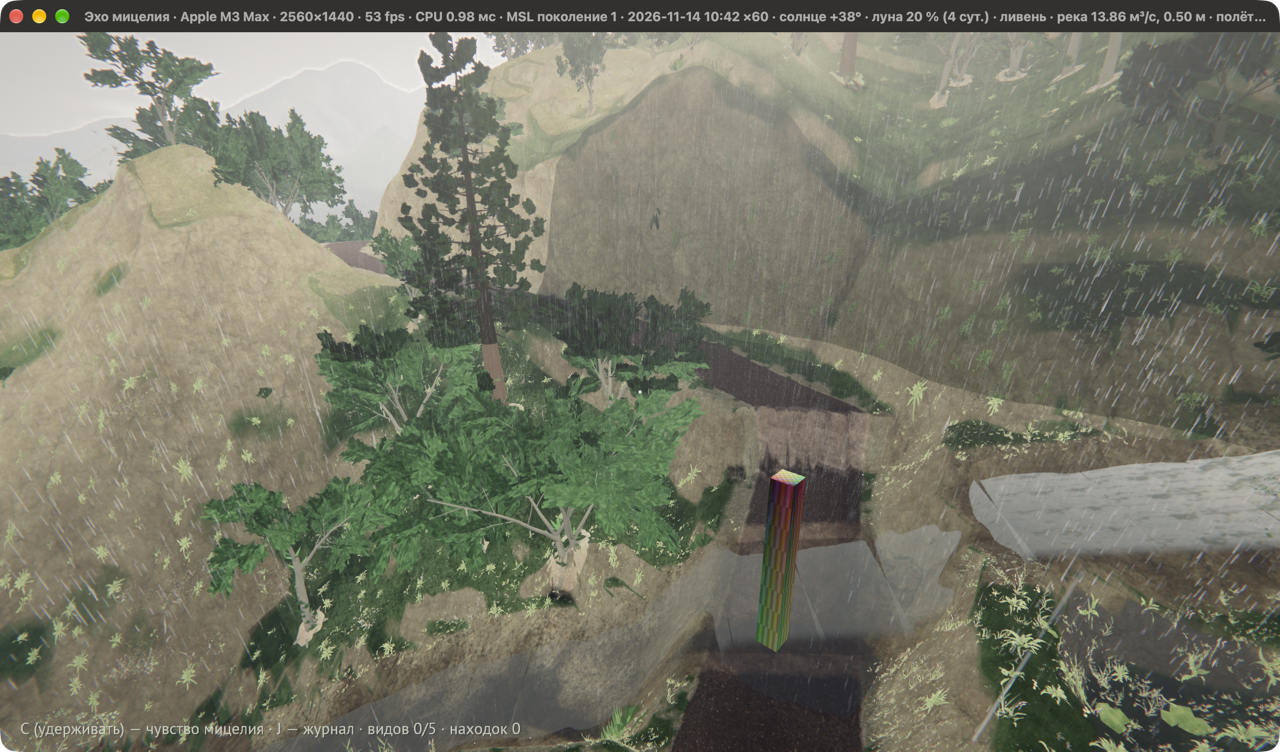 Эхо мицелия · Apple M3 Max · 2560×1440 · 53 fps · CPU 0.98 мс · MSL поколение 1 · 2026-11-14 10:42 ×60 · солнце +38° · луна 20 % (4 сут.) · ливень · река 13.86 м³/с, 0.50 м · полёт...
C (удерживать) — чувство мицелия · J — журнал · видов 0/5 · находок 0